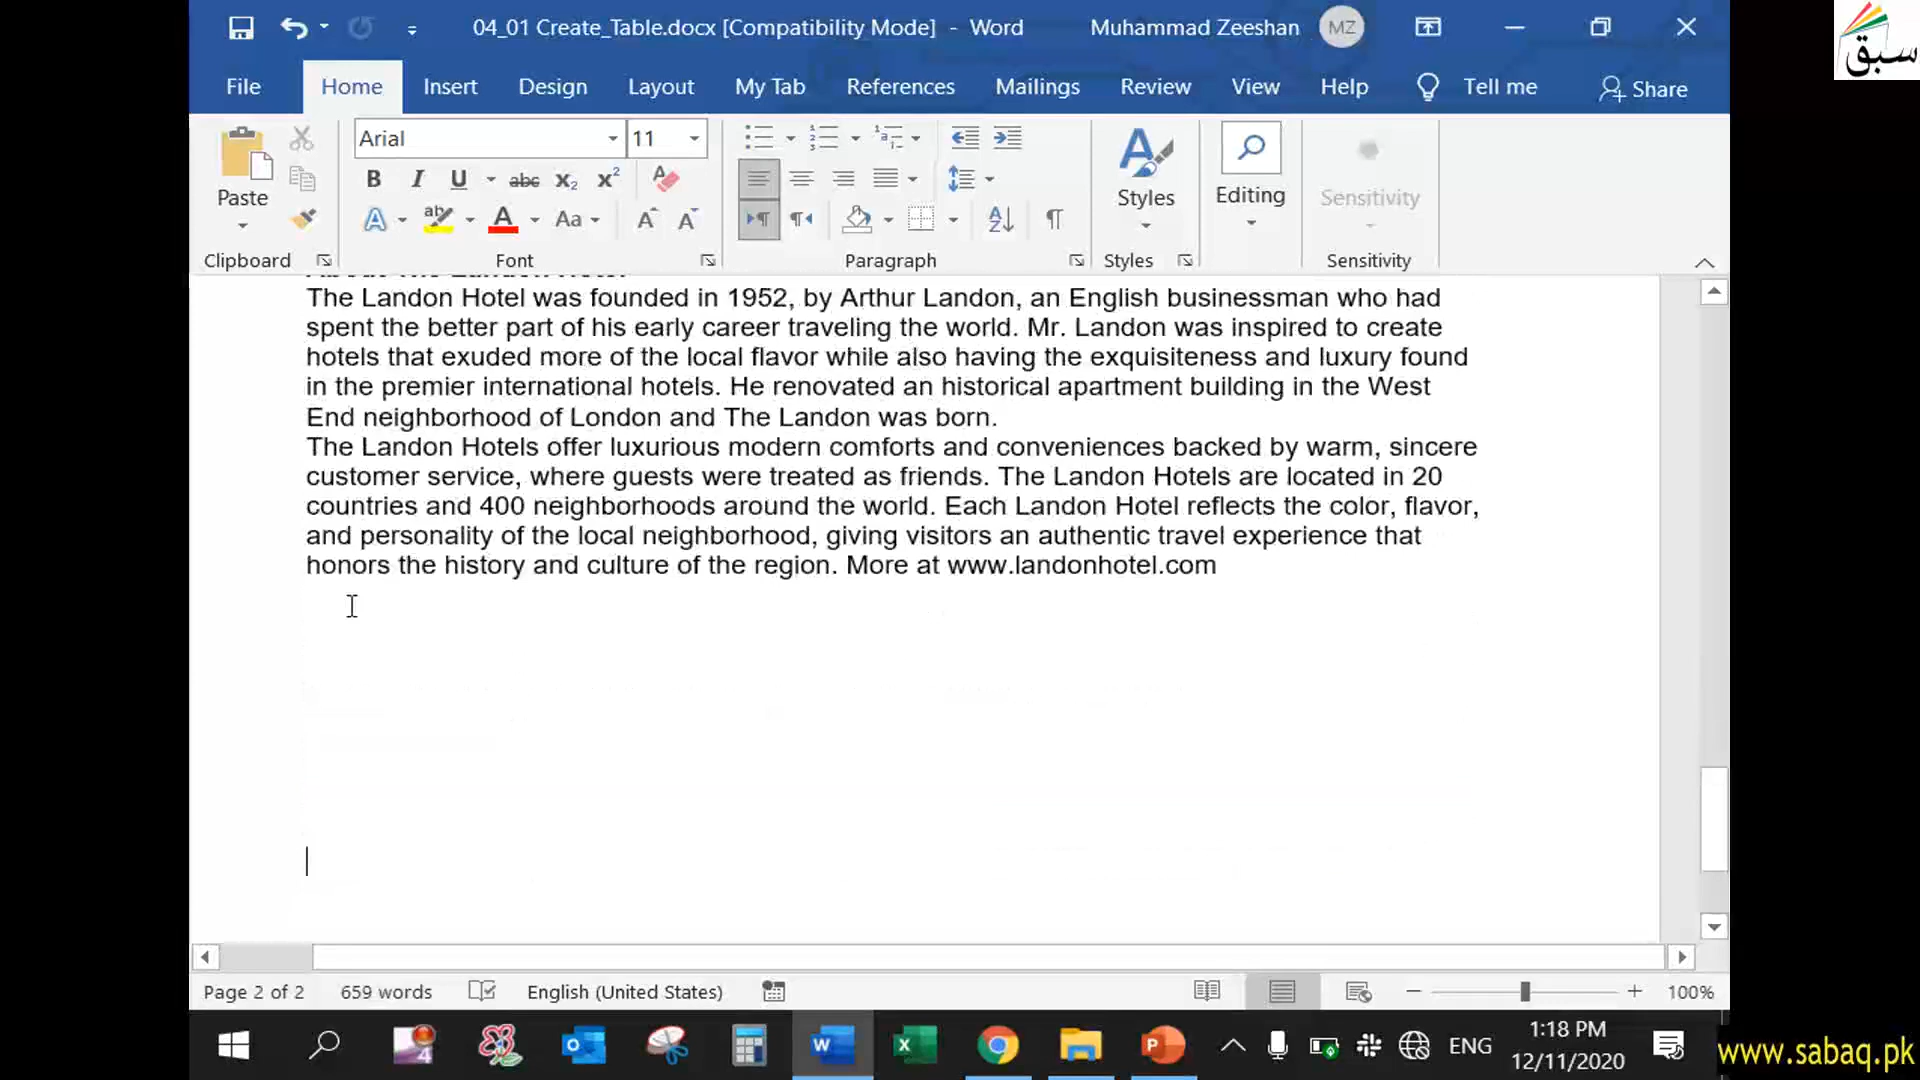 04_01 Create_Table.docx [Compatibility Mode] - Word
Muhammad Zeeshan
MZ
سبق
File Home Insert Design Layout My Tab References Mailings Review View Help Tell me Share
Arial 11
Paste
Styles
Editing
Sensitivity
Clipboard Font Paragraph Styles Sensitivity
About The Landon Hotel
The Landon Hotel was founded in 1952, by Arthur Landon, an English businessman who had
spent the better part of his early career traveling the world. Mr. Landon was inspired to create
hotels that exuded more of the local flavor while also having the exquisiteness and luxury found
in the premier international hotels. He renovated an historical apartment building in the West
End neighborhood of London and The Landon was born.
The Landon Hotels offer luxurious modern comforts and conveniences backed by warm, sincere
customer service, where guests were treated as friends. The Landon Hotels are located in 20
countries and 400 neighborhoods around the world. Each Landon Hotel reflects the color, flavor,
and personality of the local neighborhood, giving visitors an authentic travel experience that
honors the history and culture of the region. More at www.landonhotel.com
Page 2 of 2 659 words English (United States) 100%
ENG
1:18 PM
12/11/2020
www.sabaq.pk